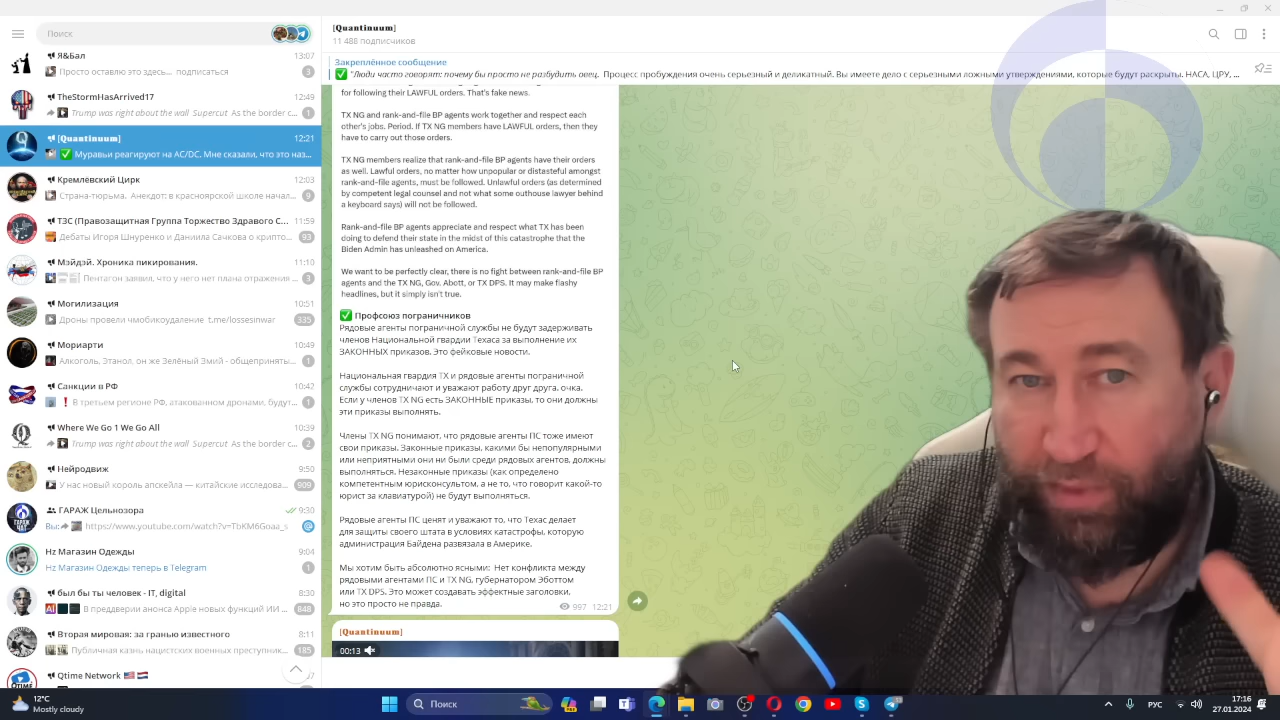 Поиск
Я&Бал
13:07
Просто оставлю это здесь... подписаться
3
TheStormHasArrived17
12:49
Trump was right about the wall Supercut As the border c...
1
[Quantinuum]
12:21
✅ Муравьи реагируют на AC/DC. Мне сказали, что это наз...
Кремлёвский Цирк
12:03
Страна-тюрьма. Анекдот: в красноярской школе начал...
9
ТЗС (Правозащитная Группа Торжество Здравого С...
11:59
Дебаты Игоря Шнуренко и Даниила Сачкова о крипто...
93
Мэйдэй. Хроника пикирования.
11:10
Пентагон заявил, что у него нет плана отражения ...
3
Могилизация
10:51
Дроны провели чмобикоудаление t.me/lossesinwar
335
Мориарти
10:49
Алкоголь, Этанол, он же Зелёный Змий - общеприняты...
1
Санкции в РФ
10:42
❗ В третьем регионе РФ, атакованном дронами, будут...
1
Where We Go 1 We Go All
10:39
Trump was right about the wall Supercut As the border c...
2
Нейродвиж
9:50
У нас новый король апскейла — китайские исследова...
909
ГАРАЖ Цельнозора
9:30
Вы: https://www.youtube.com/watch?v=TbKM6Goaa_s
@
Hz Магазин Одежды
9:04
Hz Магазин Одежды теперь в Telegram
1
был бы ты человек - IT, digital
8:30
В преддверии анонса Apple новых функций ИИ ...
848
Вторая мировая: за гранью известного
8:11
Публичная казнь нацистских военных преступник...
185
Qtime Network 🇺🇸 🇳🇱
[Quantinuum]
11 488 подписчиков
Закреплённое сообщение
✅ "Люди часто говорят: почему бы просто не разбудить овец. Процесс пробуждения очень серьезный и деликатный. Вы имеете дело с серьезными ложными утверждениями, которые будут раскрыты. НАСА, ЦРУ, ...
for following their LAWFUL orders. That's fake news.
TX NG and rank-and-file BP agents work together and respect each
other's jobs. Period. If TX NG members have LAWFUL orders, then they
have to carry out those orders.
TX NG members realize that rank-and-file BP agents have their orders
as well. Lawful orders, no matter how unpopular or distasteful amongst
rank-and-file agents, must be followed. Unlawful orders (as determined
by competent legal counsel and not what some outhouse lawyer behind
a keyboard says) will not be followed.
Rank-and-file BP agents appreciate and respect what TX has been
doing to defend their state in the midst of this catastrophe that the
Biden Admin has unleashed on America.
We want to be perfectly clear, there is no fight between rank-and-file BP
agents and the TX NG, Gov. Abott, or TX DPS. It may make flashy
headlines, but it simply isn't true.
✅ Профсоюз пограничников
Рядовые агенты пограничной службы не будут задерживать
членов Национальной гвардии Техаса за выполнение их
ЗАКОННЫХ приказов. Это фейковые новости.
Национальная гвардия TX и рядовые агенты пограничной
службы сотрудничают и уважают работу друг друга. очка.
Если у членов TX NG есть ЗАКОННЫЕ приказы, то они должны
эти приказы выполнять.
Члены TX NG понимают, что рядовые агенты ПС тоже имеют
свои приказы. Законные приказы, какими бы непопулярными
или неприятными они ни были среди рядовых агентов, должны
выполняться. Незаконные приказы (как определено
компетентным юрисконсультом, а не то, что говорит какой-то
юрист за клавиатурой) не будут выполняться.
Рядовые агенты ПС ценят и уважают то, что Техас делает
для защиты своего штата в условиях катастрофы, которую
администрация Байдена развязала в Америке.
Мы хотим быть абсолютно ясными: Нет конфликта между
рядовыми агентами ПС и TX NG, губернатором Эботтом
или TX DPS. Это может создавать эффектные заголовки,
но это просто не правда.
997 12:21
[Quantinuum]
00:13
12°C
Mostly cloudy
Поиск
РУС
17:16
27.01.2024